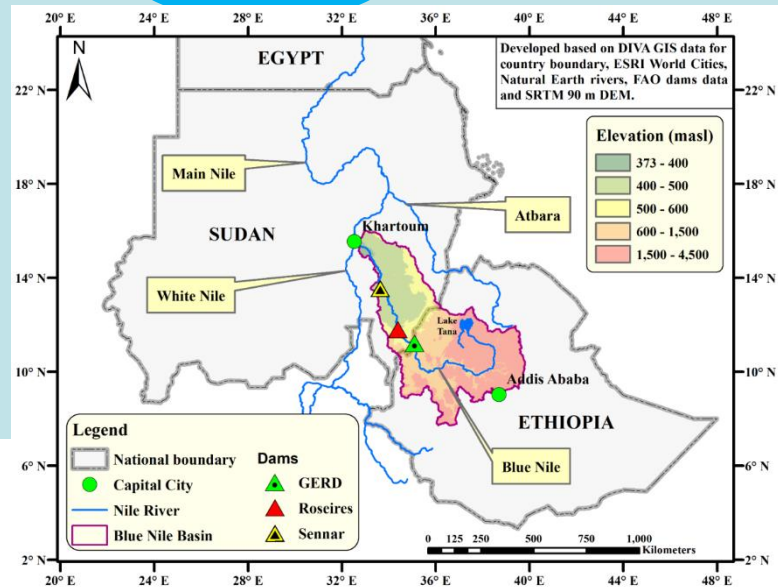 20° E 24° E 28° E 32° E 36° E 40° E 44° E 48° E
N
EGYPT
Developed based on DIVA GIS data for
country boundary, ESRI World Cities,
Natural Earth rivers, FAO dams data
and SRTM 90 m DEM.
22° N
22° N
Elevation (masl)
373 - 400
400 - 500
500 - 600
600 - 1,500
1,500 - 4,500
Main Nile
18° N
18° N
Atbara
Khartoum
SUDAN
White Nile
14° N
14° N
Lake
Tana
10° N
10° N
Addis Ababa
ETHIOPIA
Blue Nile
Legend
National boundary
Capital City
Nile River
Blue Nile Basin
Dams
GERD
Roseires
Sennar
6° N
6° N
0 125 250 500 750 1,000
Kilometers
2° N
2° N
20° E 24° E 28° E 32° E 36° E 40° E 44° E 48° E